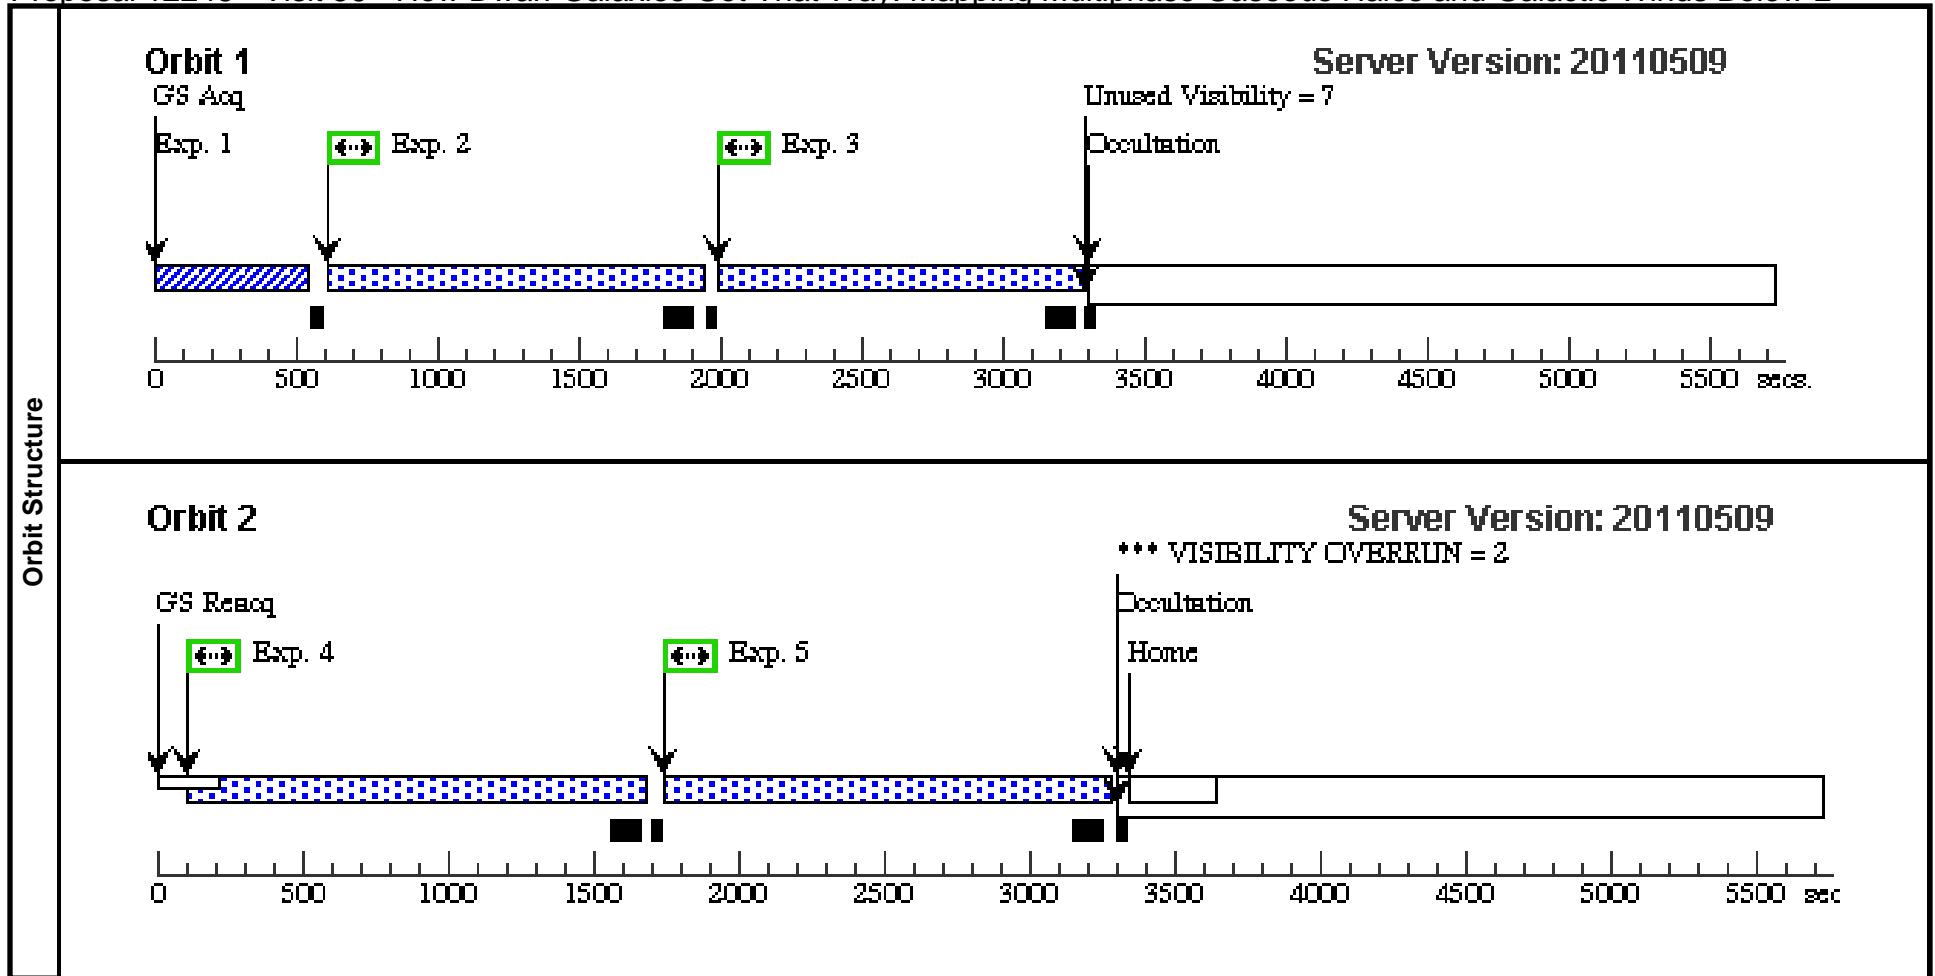 Orbit Structure
Orbit 1
Server Version: 20110509
GS Acq
Unused Visibility = 7
Exp. 1
Exp. 2
Exp. 3
Occultation
0 500 1000 1500 2000 2500 3000 3500 4000 4500 5000 5500 secs.
Orbit 2
Server Version: 20110509
*** VISIBILITY OVERRUN = 2
GS Reacq
Occultation
Exp. 4
Exp. 5
Home
0 500 1000 1500 2000 2500 3000 3500 4000 4500 5000 5500 sec